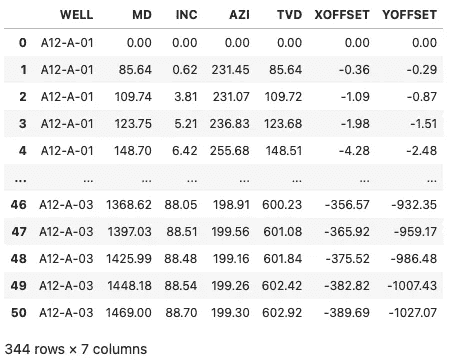 WELL MD INC AZI TVD XOFFSET YOFFSET
0 A12-A-01 0.00 0.00 0.00 0.00 0.00 0.00
1 A12-A-01 85.64 0.62 231.45 85.64 -0.36 -0.29
2 A12-A-01 109.74 3.81 231.07 109.72 -1.09 -0.87
3 A12-A-01 123.75 5.21 236.83 123.68 -1.98 -1.51
4 A12-A-01 148.70 6.42 255.68 148.51 -4.28 -2.48
... ... ... ... ... ... ... ...
46 A12-A-03 1368.62 88.05 198.91 600.23 -356.57 -932.35
47 A12-A-03 1397.03 88.51 199.56 601.08 -365.92 -959.17
48 A12-A-03 1425.99 88.48 199.16 601.84 -375.52 -986.48
49 A12-A-03 1448.18 88.54 199.26 602.42 -382.82 -1007.43
50 A12-A-03 1469.00 88.70 199.30 602.92 -389.69 -1027.07
344 rows × 7 columns